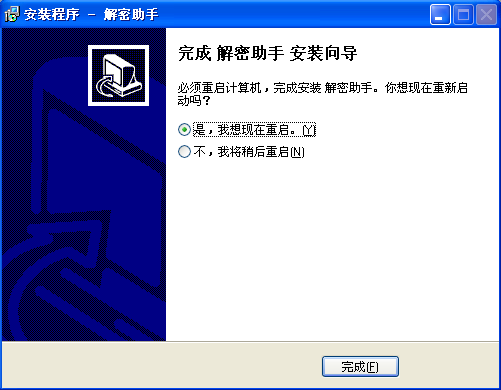 安装程序 - 解密助手
完成 解密助手 安装向导
必须重启计算机，完成安装 解密助手。你想现在重新启
动吗？
是，我想现在重启。(Y)
不，我将稍后重启(N)
完成(F)